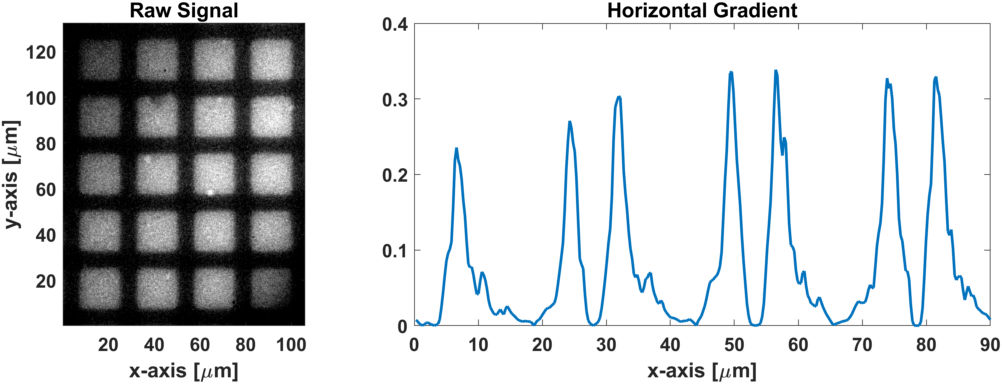 Raw Signal
120
100
80
60
40
20
y-axis [μm]
20 40 60 80 100
x-axis [μm]
Horizontal Gradient
0.4
0.3
0.2
0.1
0
0 10 20 30 40 50 60 70 80 90
x-axis [μm]